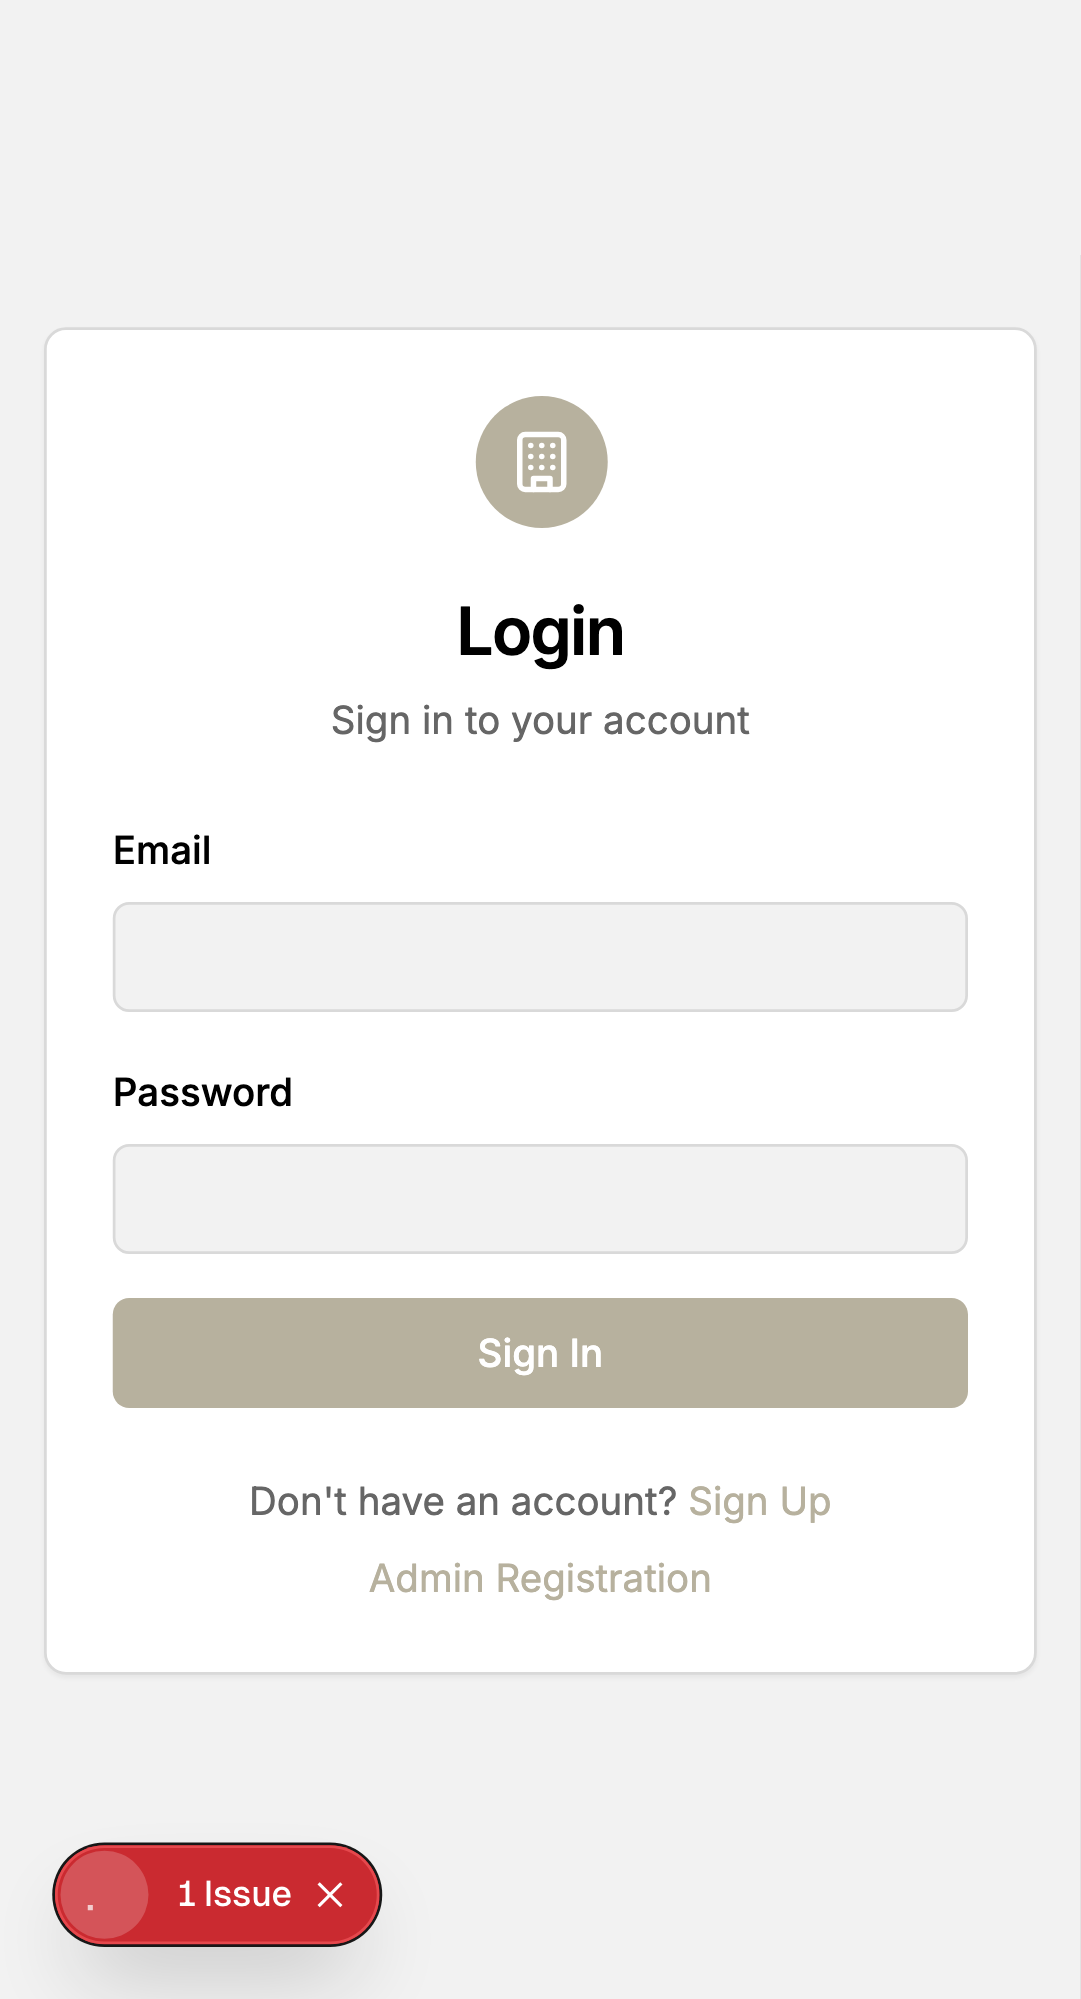 Login
Sign in to your account
Email
Password
Sign In
Don't have an account? Sign Up
Admin Registration
1 Issue